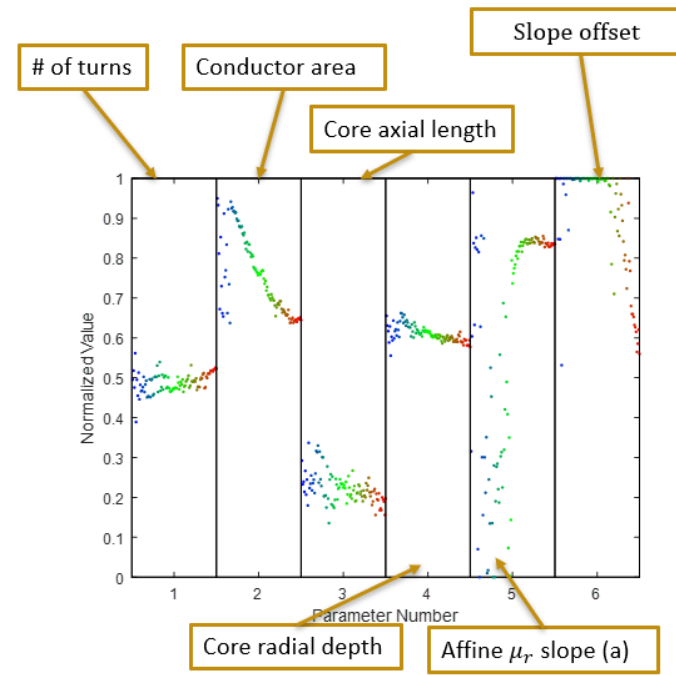 Slope offset
# of turns
Conductor area
Core axial length
1
0.9
0.8
0.7
0.6
0.5
0.4
0.3
0.2
0.1
0
Normalized Value
1 2 3 4 5 6
Parameter Number
Core radial depth
Affine μᵣ slope (a)